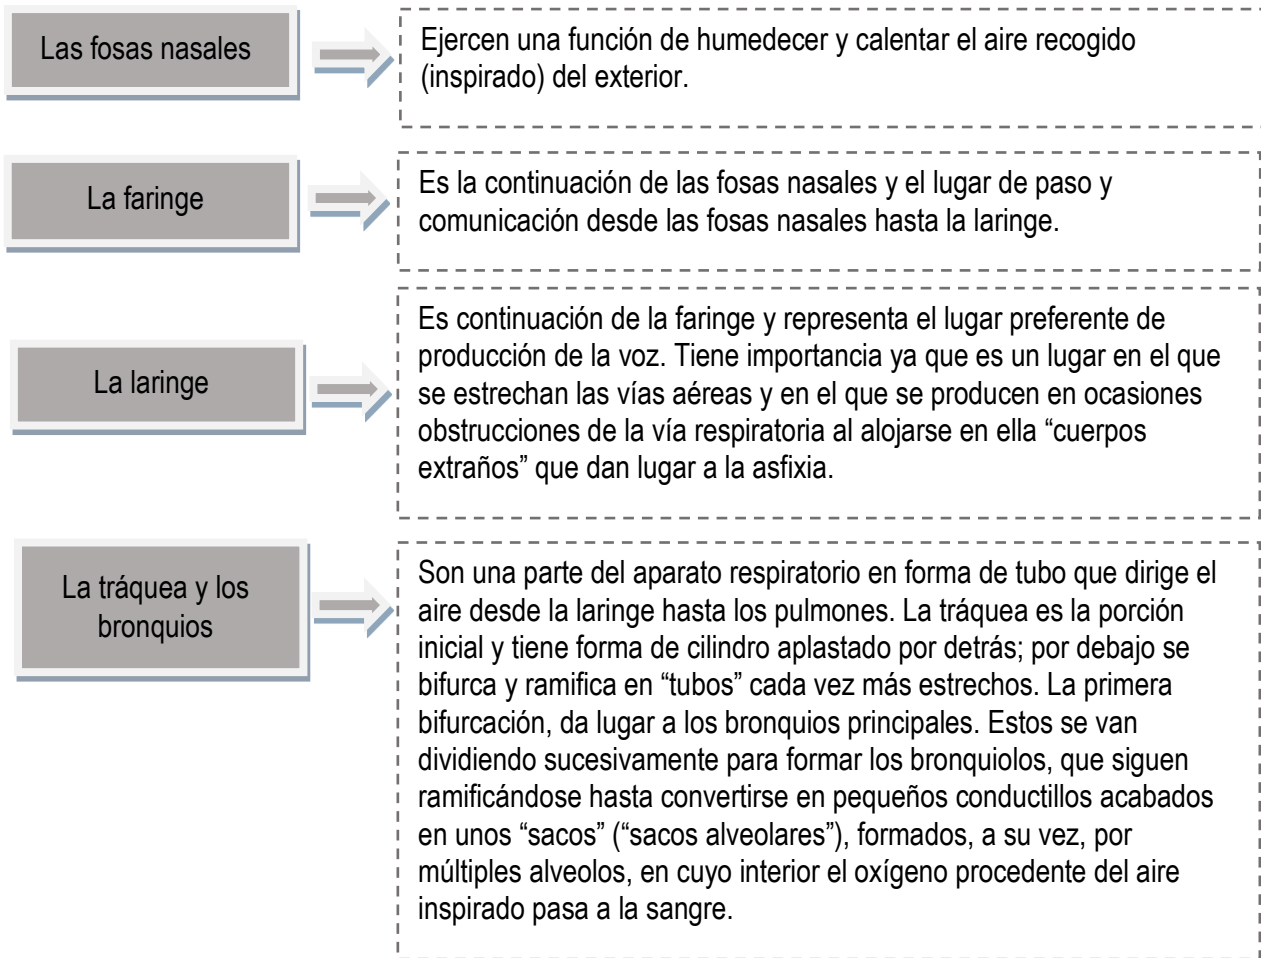 Las fosas nasales
Ejercen una función de humedecer y calentar el aire recogido
(inspirado) del exterior.
La faringe
Es la continuación de las fosas nasales y el lugar de paso y
comunicación desde las fosas nasales hasta la laringe.
La laringe
Es continuación de la faringe y representa el lugar preferente de
producción de la voz. Tiene importancia ya que es un lugar en el que
se estrechan las vías aéreas y en el que se producen en ocasiones
obstrucciones de la vía respiratoria al alojarse en ella “cuerpos
extraños” que dan lugar a la asfixia.
La tráquea y los
bronquios
Son una parte del aparato respiratorio en forma de tubo que dirige el
aire desde la laringe hasta los pulmones. La tráquea es la porción
inicial y tiene forma de cilindro aplastado por detrás; por debajo se
bifurca y ramifica en “tubos” cada vez más estrechos. La primera
bifurcación, da lugar a los bronquios principales. Estos se van
dividiendo sucesivamente para formar los bronquiolos, que siguen
ramificándose hasta convertirse en pequeños conductillos acabados
en unos “sacos” (“sacos alveolares”), formados, a su vez, por
múltiples alveolos, en cuyo interior el oxígeno procedente del aire
inspirado pasa a la sangre.